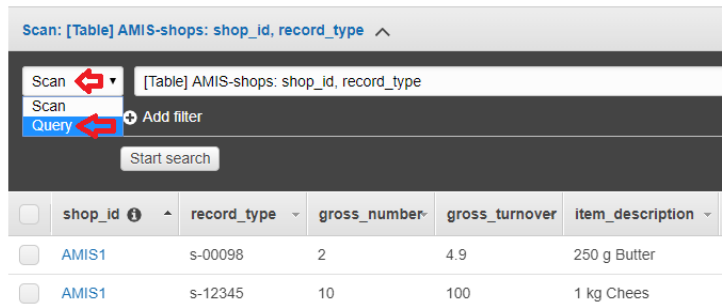 Scan: [Table] AMIS-shops: shop_id, record_type
Scan [Table] AMIS-shops: shop_id, record_type
Scan
Query
Add filter
Start search
shop_id record_type gross_number gross_turnover item_description
AMIS1 s-00098 2 4.9 250 g Butter
AMIS1 s-12345 10 100 1 kg Chees